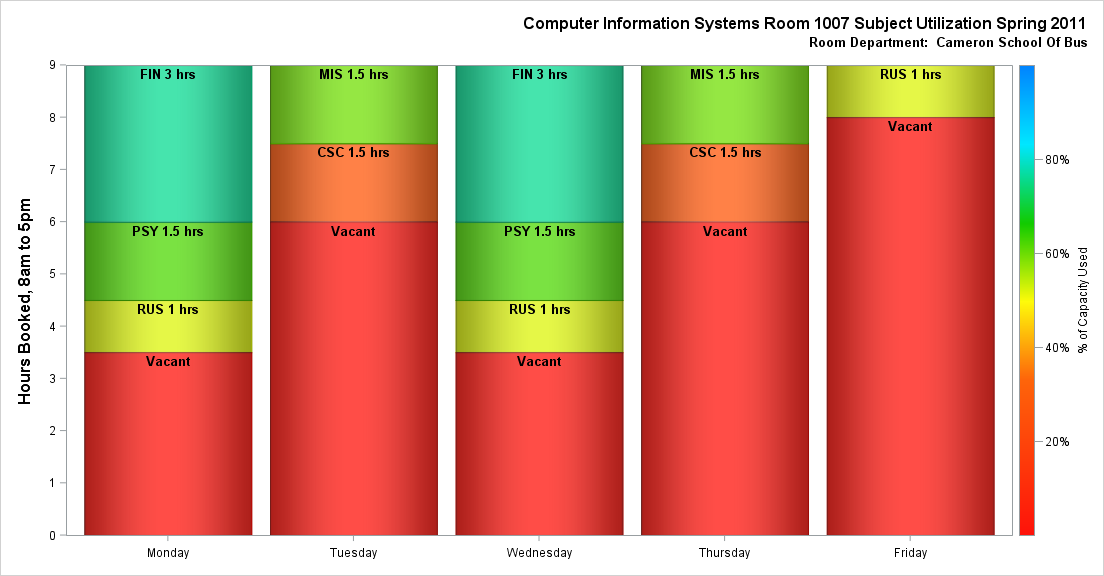 Computer Information Systems Room 1007 Subject Utilization Spring 2011
Room Department:  Cameron School Of Bus
Hours Booked, 8am to 5pm
9
8
7
6
5
4
3
2
1
0
FIN 3 hrs
PSY 1.5 hrs
RUS 1 hrs
Vacant
MIS 1.5 hrs
CSC 1.5 hrs
Vacant
FIN 3 hrs
PSY 1.5 hrs
RUS 1 hrs
Vacant
MIS 1.5 hrs
CSC 1.5 hrs
Vacant
RUS 1 hrs
Vacant
Monday
Tuesday
Wednesday
Thursday
Friday
80%
60%
40%
20%
% of Capacity Used